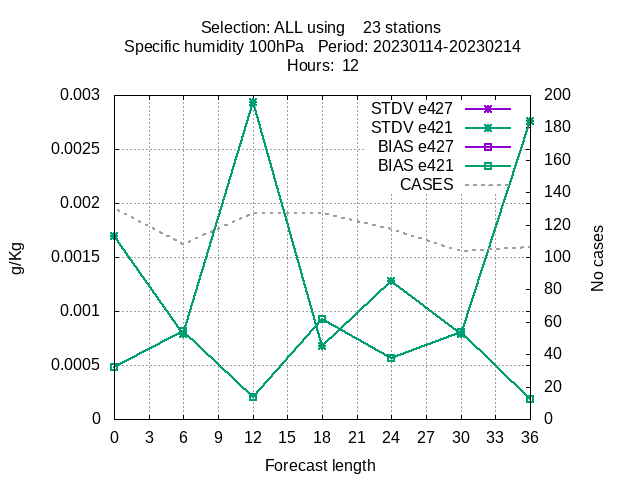 Selection: ALL using 23 stations
Specific humidity 100hPa Period: 20230114-20230214
Hours: 12
0.003
0.0025
0.002
0.0015
0.001
0.0005
0
g/Kg
STDV e427
STDV e421
BIAS e427
BIAS e421
CASES
200
180
160
140
120
100
80
60
40
20
0
No cases
0 3 6 9 12 15 18 21 24 27 30 33 36
Forecast length